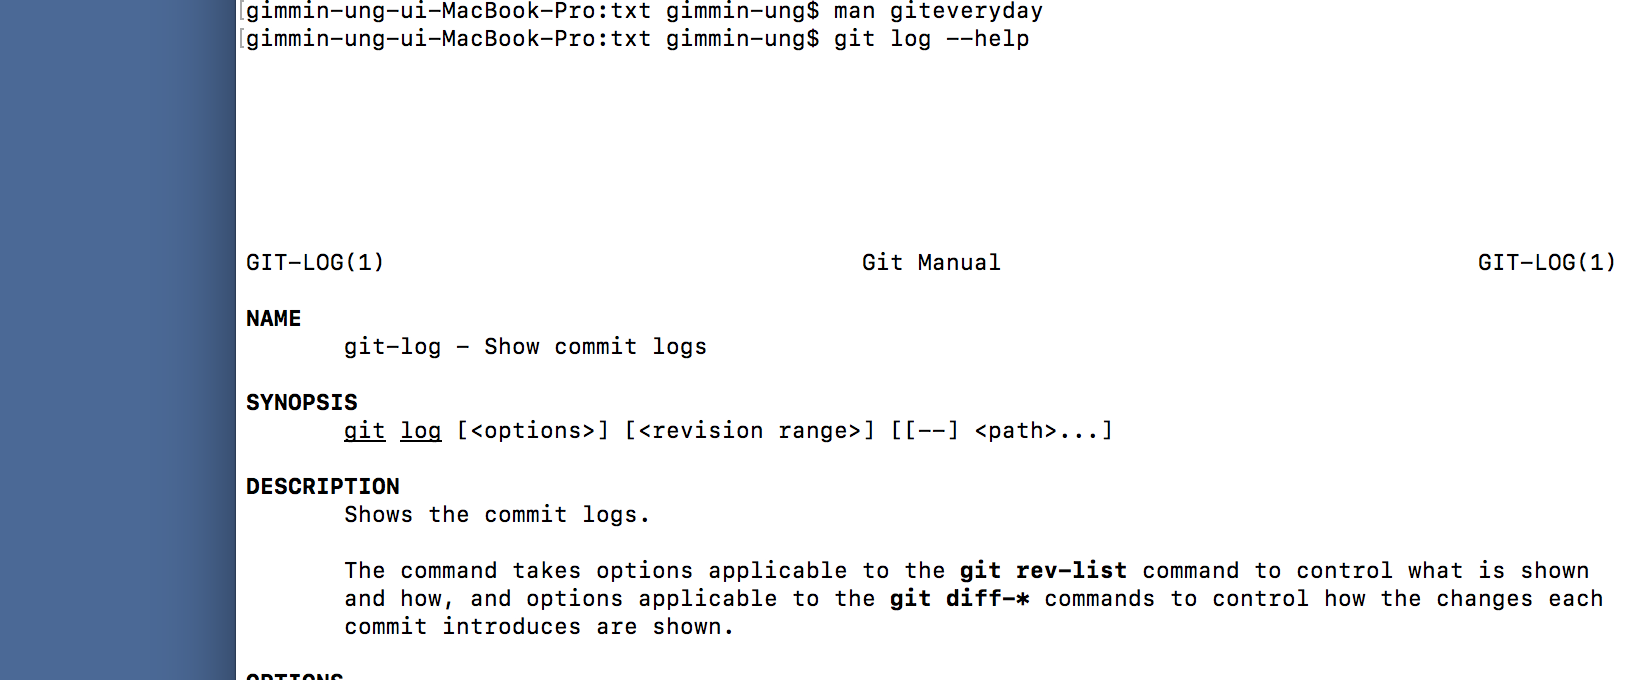 [gimmin-ung-ui-MacBook-Pro:txt gimmin-ung$ man giteveryday
[gimmin-ung-ui-MacBook-Pro:txt gimmin-ung$ git log --help
GIT-LOG(1) Git Manual GIT-LOG(1)
NAME
git-log - Show commit logs
SYNOPSIS
git log [<options>] [<revision range>] [[--] <path>...]
DESCRIPTION
Shows the commit logs.
The command takes options applicable to the git rev-list command to control what is shown
and how, and options applicable to the git diff-* commands to control how the changes each
commit introduces are shown.
OPTIONS